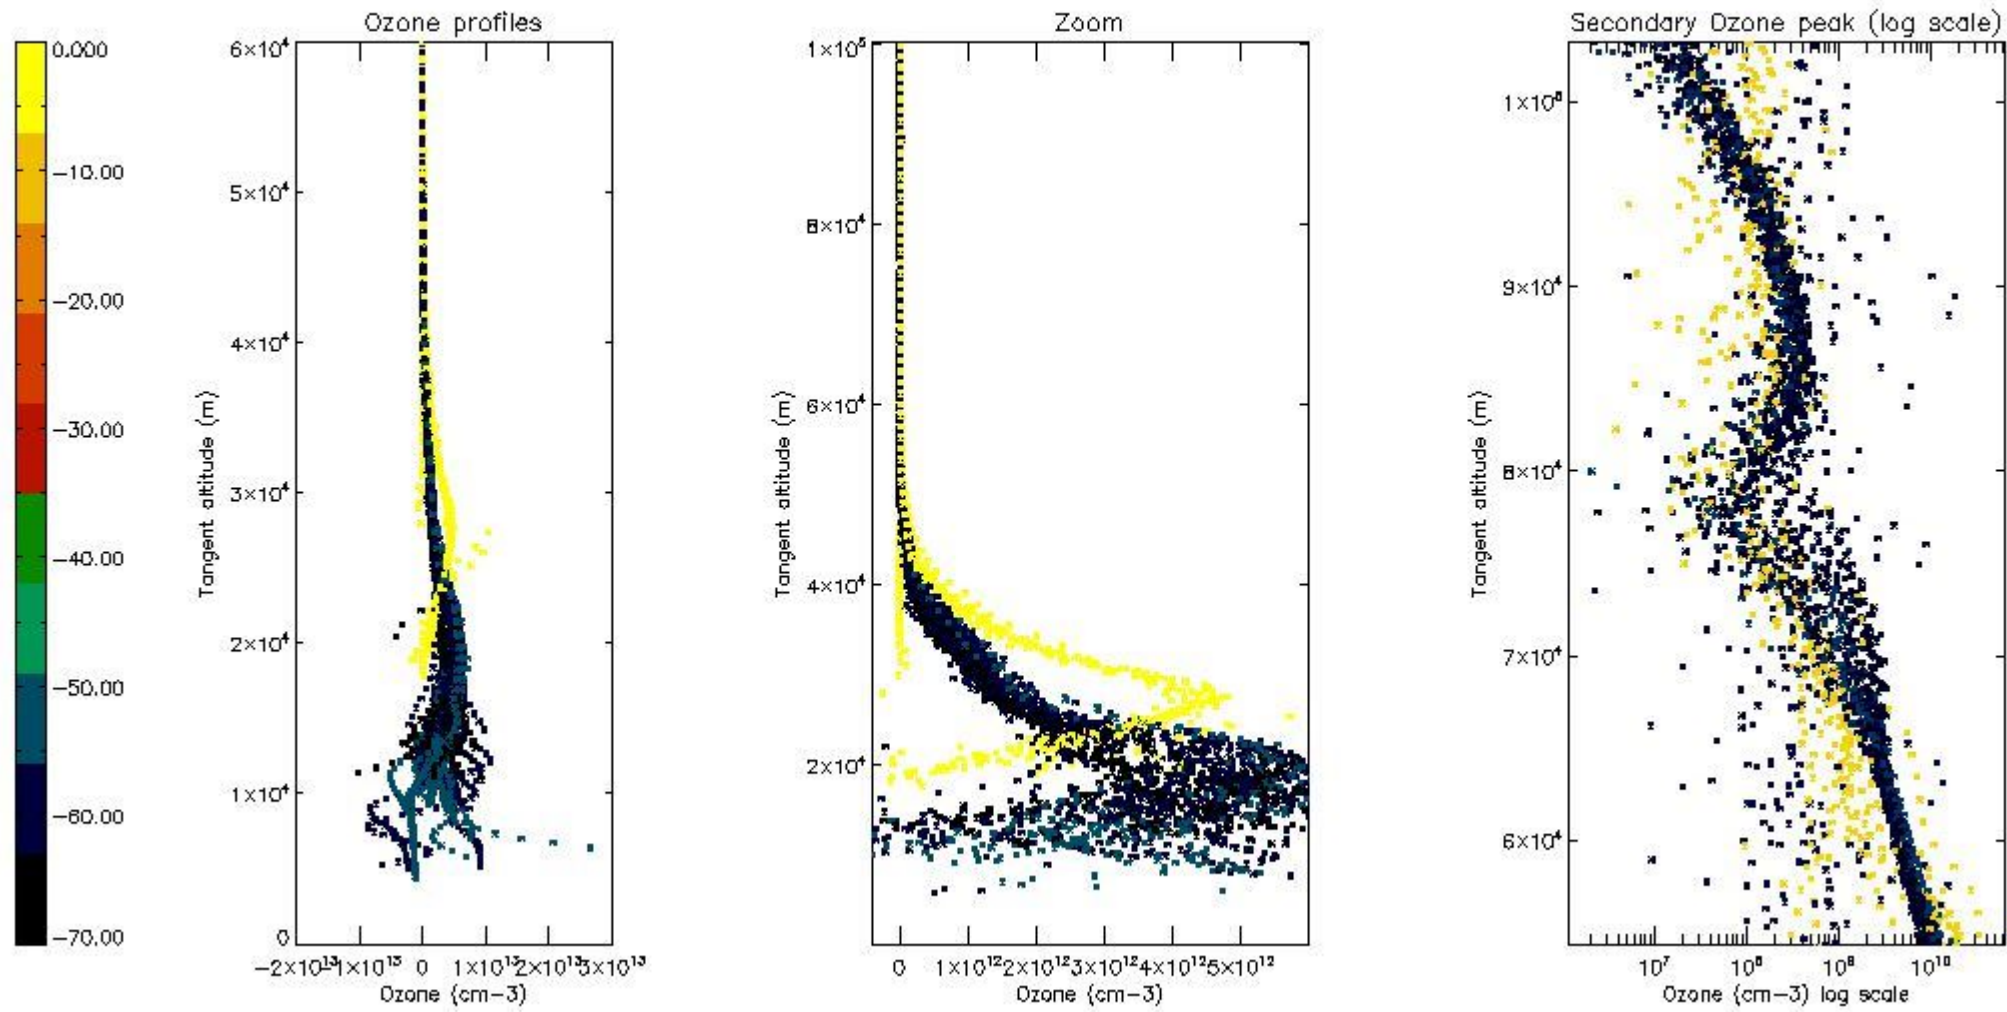 Ozone profiles
Zoom
Secondary Ozone peak (log scale)
0.000
-10.00
-20.00
-30.00
-40.00
-50.00
-60.00
-70.00
6×10⁴
5×10⁴
4×10⁴
3×10⁴
2×10⁴
1×10⁴
0
Tangent altitude (m)
0
Ozone (cm-3)
1×10⁵
8×10⁴
6×10⁴
4×10⁴
2×10⁴
Tangent altitude (m)
0 1×10¹² 2×10¹² 3×10¹² 4×10¹² 5×10¹²
Ozone (cm-3)
9×10⁴
8×10⁴
7×10⁴
6×10⁴
Tangent altitude (m)
10⁷ 10⁸ 10⁹ 10¹⁰
Ozone (cm-3) log scale